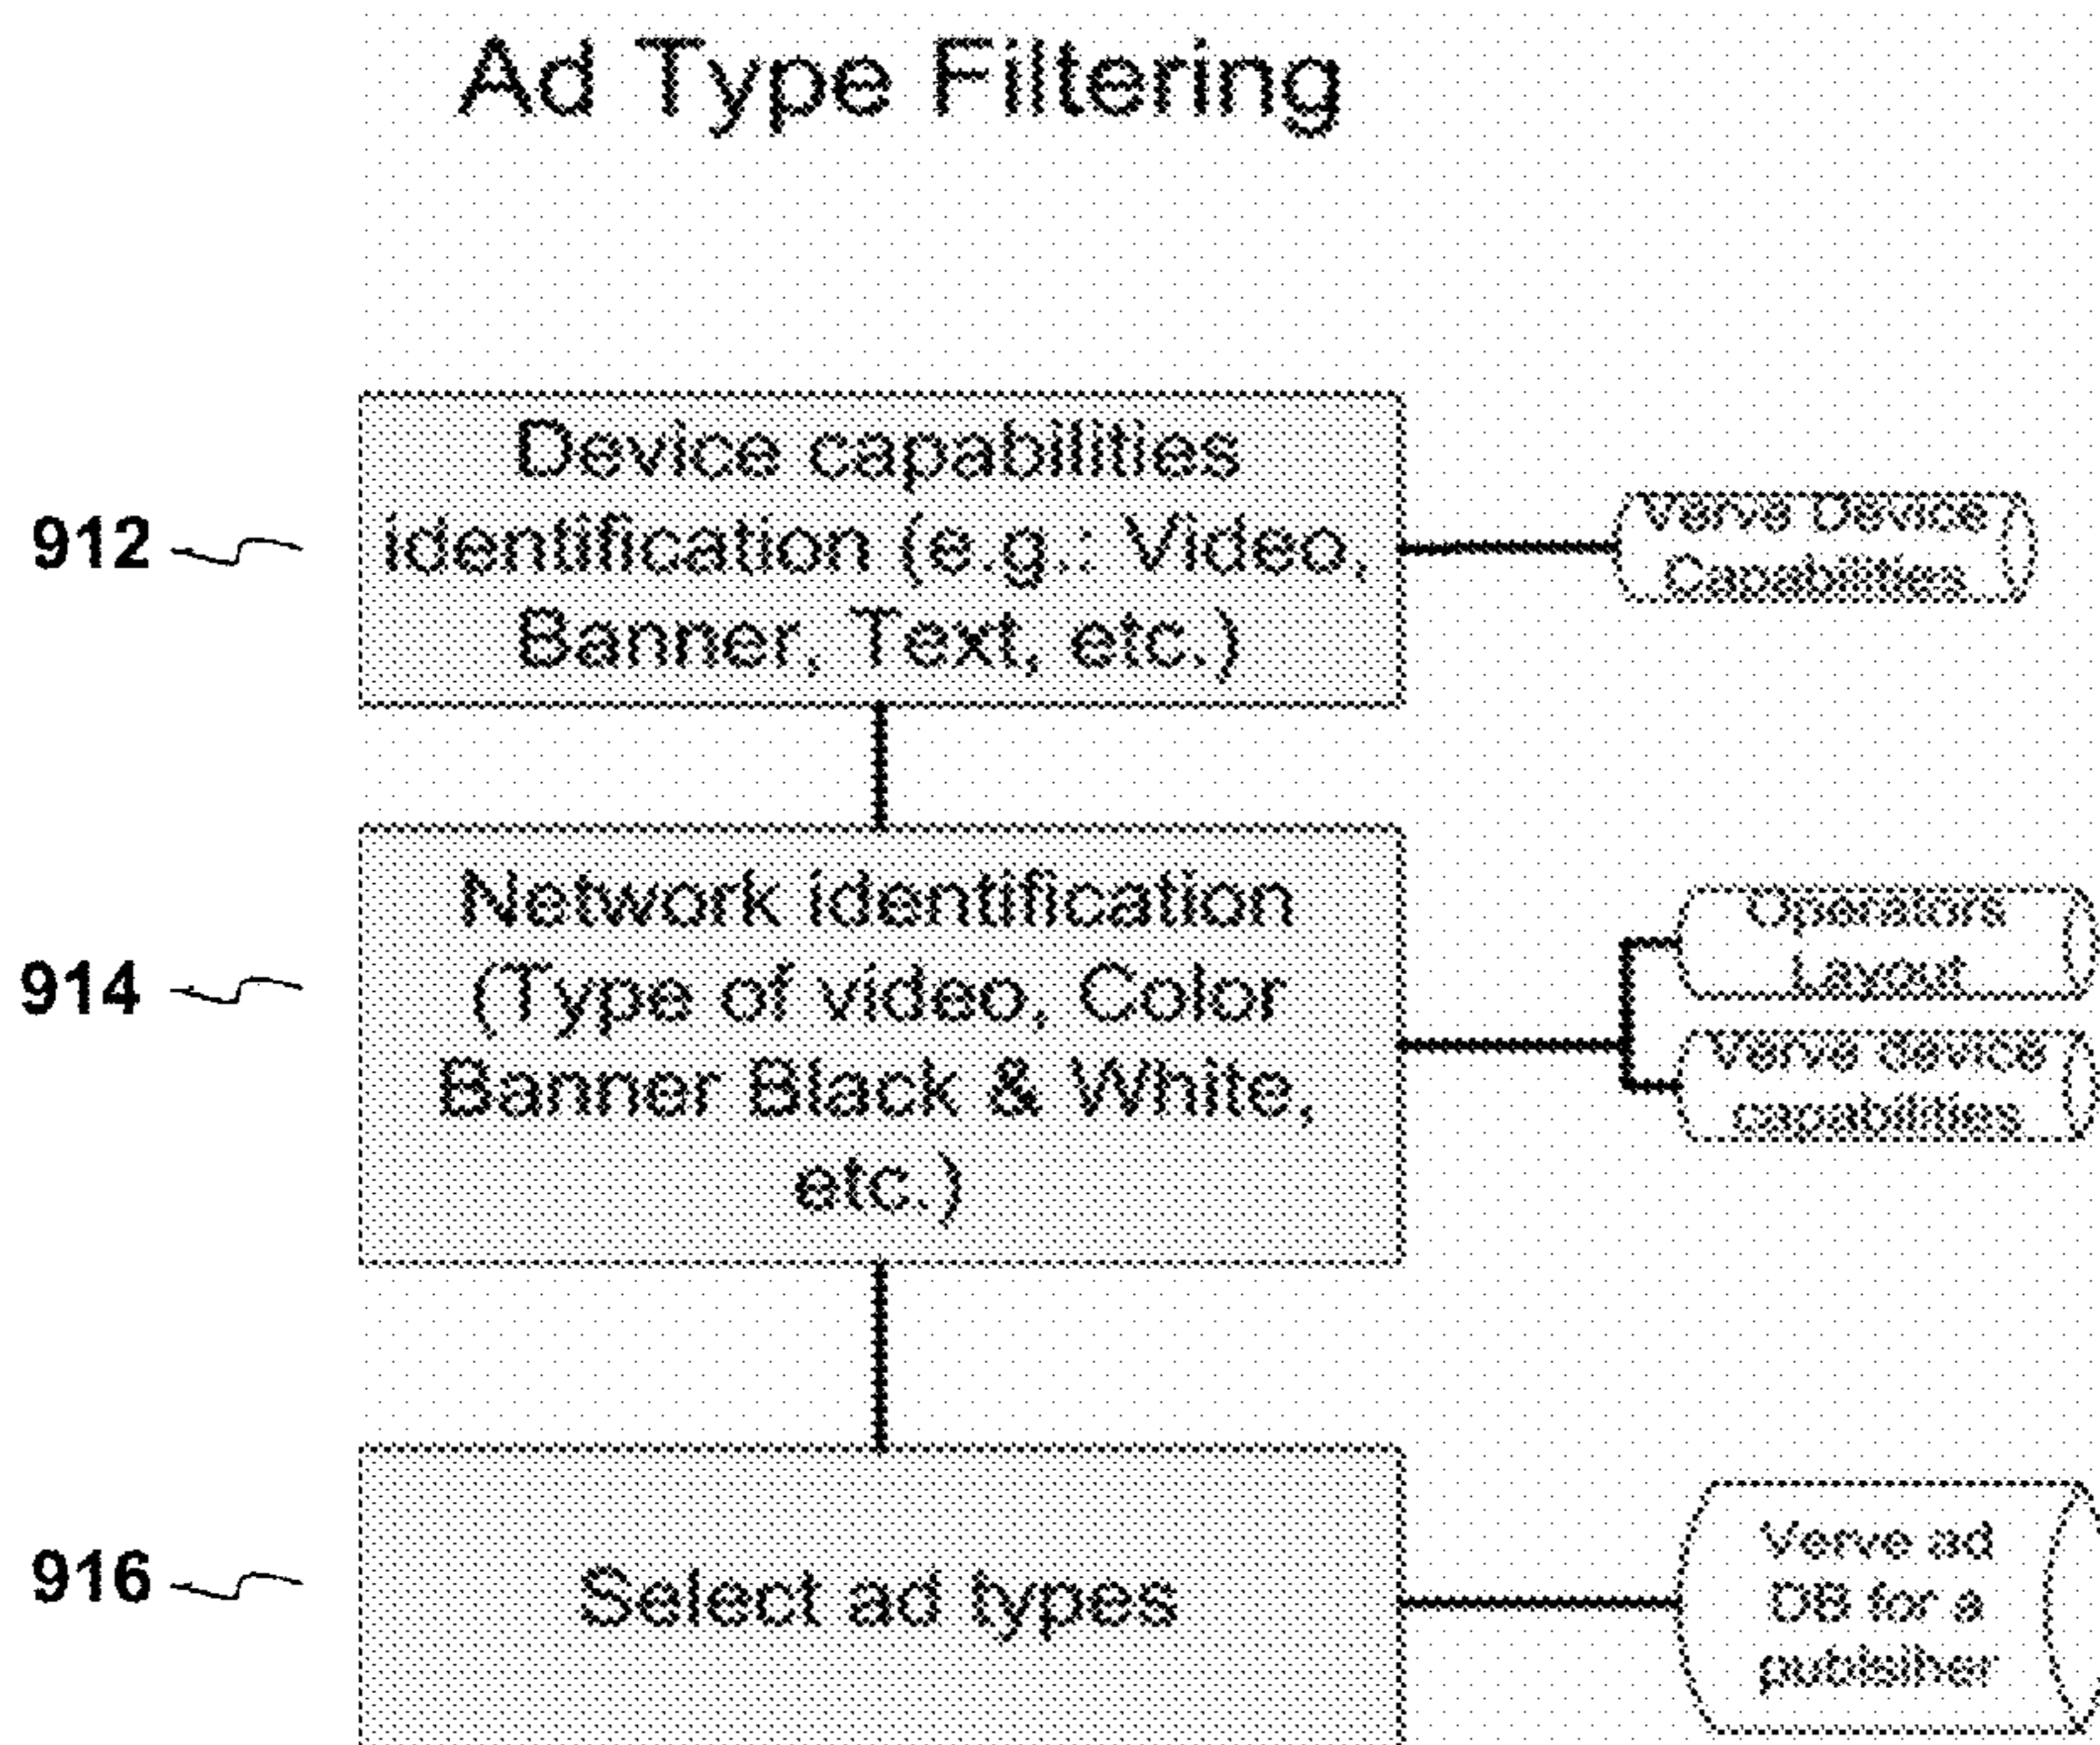 Ad Type Filtering
Device capabilities
identification (e.g.: Video,
Banner, Text, etc.)
912
Verve Device
Capabilities
Network identification
(Type of video, Color
Banner Black & White,
etc.)
914
Operators
Layout
Verve device
capabilities
Select ad types
916
Verve ad
DB for a
publsiher